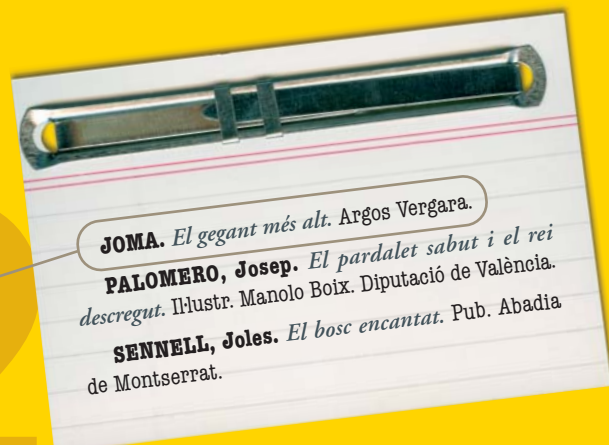 JOMA. El gegant més alt. Argos Vergara.
PALOMERO, Josep. El pardalet sabut i el rei
descregut. Il·lustr. Manolo Boix. Diputació de València.
SENNELL, Joles. El bosc encantat. Pub. Abadia
de Montserrat.